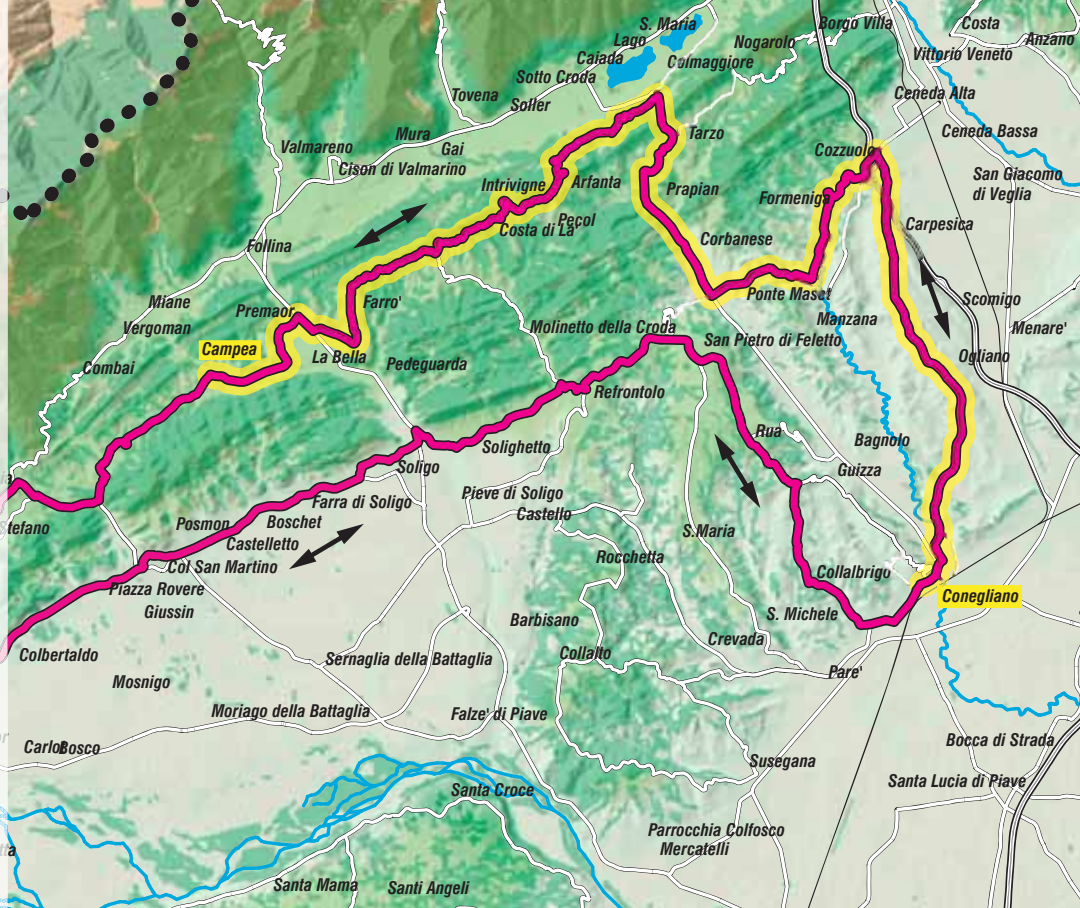 S. Maria
Lago
Borgo Villa
Costa
Anzano
Nogarolo
Caiada
Colmaggiore
Vittorio Veneto
Sotto Croda
Ceneda Alta
Tovena
Soller
Mura
Gai
Tarzo
Ceneda Bassa
Valmareno
Cison di Valmarino
Cozzuolo
San Giacomo
di Veglia
Intrivigne
Arfanta
Prapian
Formeniga
Costa di La'
Pecol
Carpesica
Corbanese
Follina
Miane
Premaor
Farro'
Ponte Maset
Scomigo
Vergoman
Molinetto della Croda
Manzana
Menare'
San Pietro di Feletto
Campea
La Bella
Ogliano
Combai
Pedeguarda
Refrontolo
Rua
Bagnolo
Solighetto
Soligo
Guizza
Pieve di Soligo
Farra di Soligo
Castello
Stefano
Posmon
Boschet
S.Maria
Castelletto
Rocchetta
Col San Martino
Collalbrigo
Piazza Rovere
Conegliano
Giussin
Barbisano
S. Michele
Crevada
Colbertaldo
Sernaglia della Battaglia
Collalto
Pare'
Mosnigo
Moriago della Battaglia
Falze' di Piave
Carlo
Bosco
Bocca di Strada
Susegana
Santa Lucia di Piave
Santa Croce
Parrocchia Colfosco
Mercatelli
Santa Mama
Santi Angeli